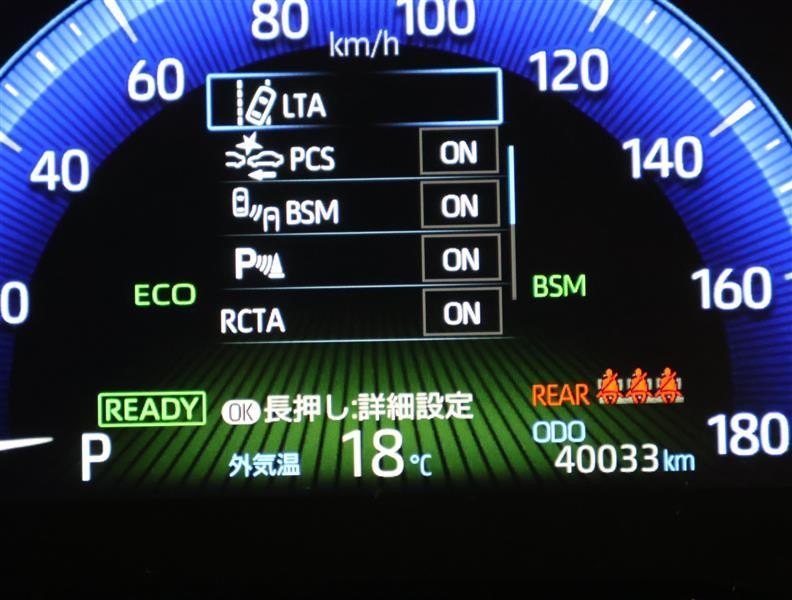 80
km/h
100
60
120
LTA
40
PCS ON
140
BSM ON
P ON
0
ECO
BSM
160
RCTA ON
READY
OK 長押し:詳細設定
REAR
P
外気温 18℃
ODO
40033km
180